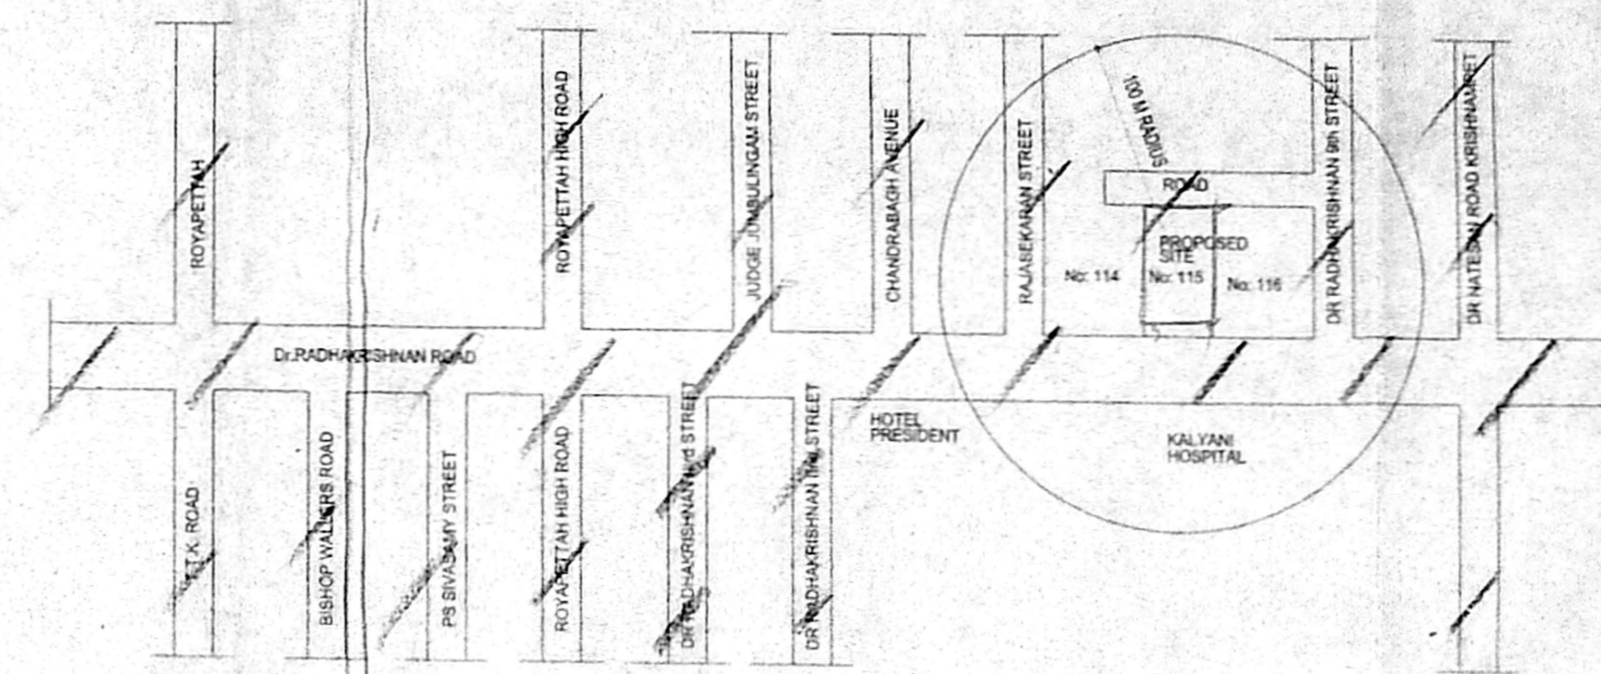 ROYAPETTAH
ROYAPETTAH HIGH ROAD
JUDGE JUMBULINGAM STREET
CHANDRABAGH AVENUE
RAJASEKARAN STREET
100 M RADIUS
ROAD
PROPOSED
SITE
No: 114
No: 115
No: 116
DR RADHAKRISHNAN 9th STREET
DR NATESAN ROAD KRISHNAMPET
Dr.RADHAKRISHNAN ROAD
T.T.K. ROAD
BISHOP WALLERS ROAD
PS SIVASAMY STREET
ROYAPETTAH HIGH ROAD
DR RADHAKRISHNAN STREET
DR RADHAKRISHNAN STREET
HOTEL
PRESIDENT
KALYANI
HOSPITAL